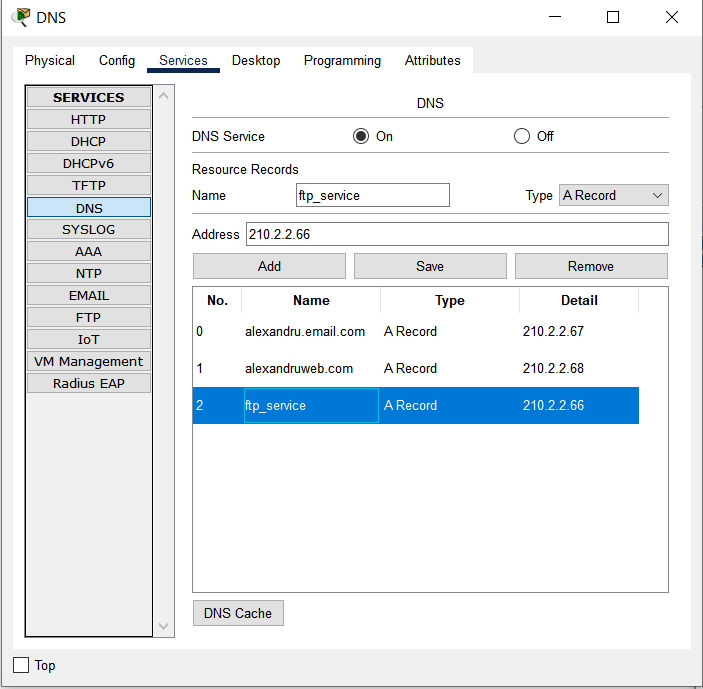 DNS
Physical Config Services Desktop Programming Attributes
SERVICES
HTTP
DHCP
DHCPv6
TFTP
DNS
SYSLOG
AAA
NTP
EMAIL
FTP
IoT
VM Management
Radius EAP
DNS
DNS Service On Off
Resource Records
Name ftp_service Type A Record
Address 210.2.2.66
Add Save Remove
No. Name Type Detail
0 alexandru.email.com A Record 210.2.2.67
1 alexandruweb.com A Record 210.2.2.68
2 ftp_service A Record 210.2.2.66
DNS Cache
Top